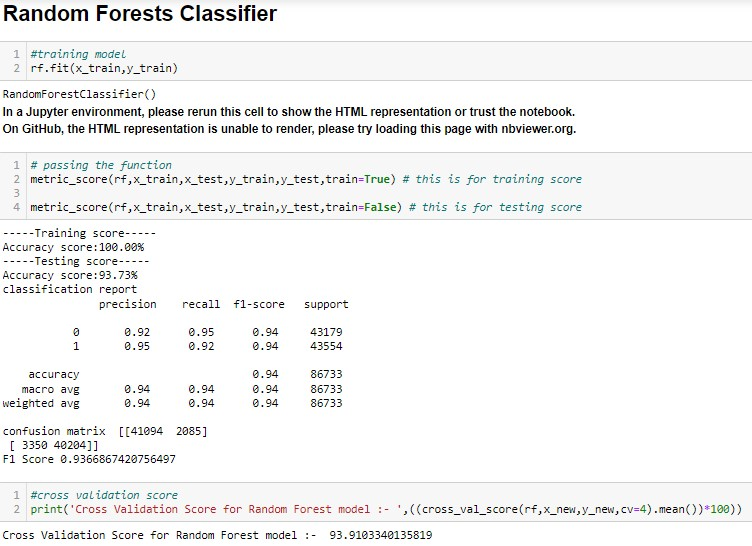 Random Forests Classifier
1 #training model
2 rf.fit(x_train,y_train)
RandomForestClassifier()
In a Jupyter environment, please rerun this cell to show the HTML representation or trust the notebook.
On GitHub, the HTML representation is unable to render, please try loading this page with nbviewer.org.
1 # passing the function
2 metric_score(rf,x_train,x_test,y_train,y_test,train=True) # this is for training score
3
4 metric_score(rf,x_train,x_test,y_train,y_test,train=False) # this is for testing score
-----Training score-----
Accuracy score:100.00%
-----Testing score-----
Accuracy score:93.73%
classification report
precision recall f1-score support
0 0.92 0.95 0.94 43179
1 0.95 0.92 0.94 43554
accuracy 0.94 86733
macro avg 0.94 0.94 0.94 86733
weighted avg 0.94 0.94 0.94 86733
confusion matrix [[41094 2085]
[ 3350 40204]]
F1 Score 0.9366867420756497
1 #cross validation score
2 print('Cross Validation Score for Random Forest model :- ',((cross_val_score(rf,x_new,y_new,cv=4).mean())*100))
Cross Validation Score for Random Forest model :- 93.9103340135819